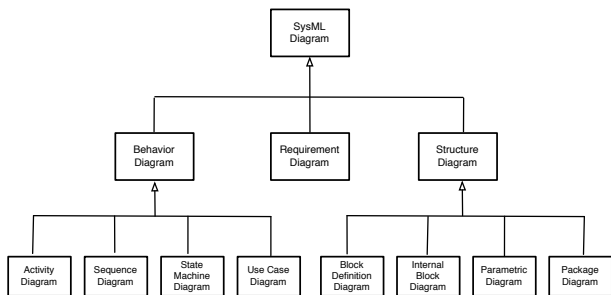 SysML
Diagram
Behavior
Diagram
Requirement
Diagram
Structure
Diagram
Activity
Diagram
Sequence
Diagram
State
Machine
Diagram
Use Case
Diagram
Block
Definition
Diagram
Internal
Block
Diagram
Parametric
Diagram
Package
Diagram